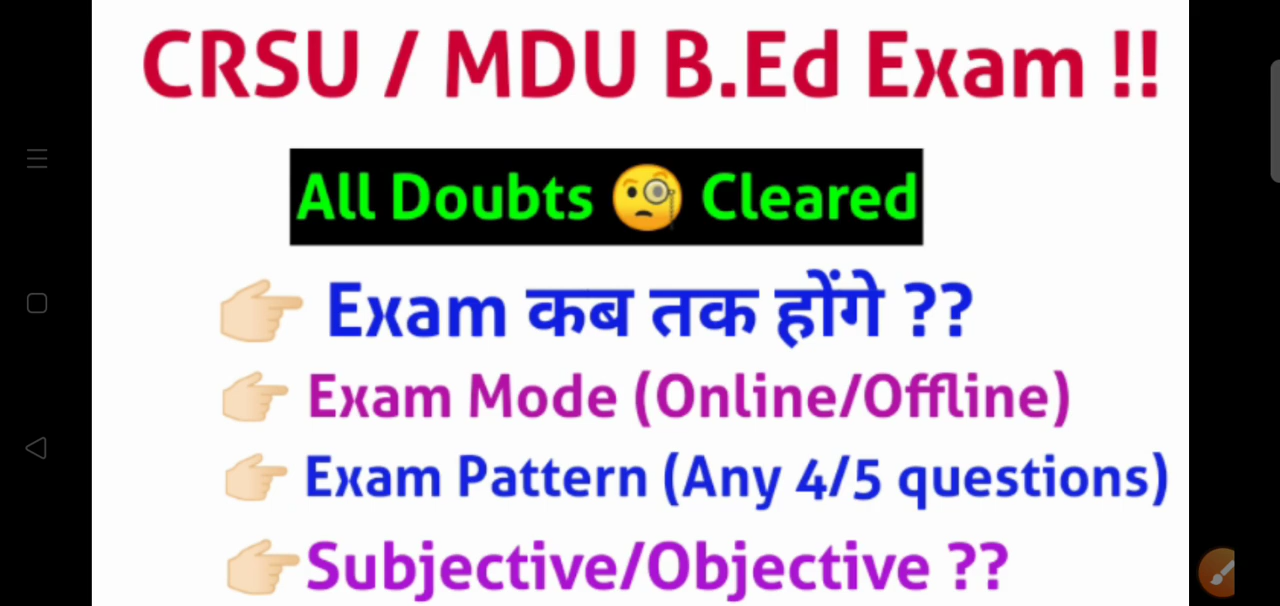 CRSU / MDU B.Ed Exam !!
All Doubts 🧐 Cleared
👉🏻 Exam कब तक होंगे ??
👉🏻 Exam Mode (Online/Offline)
👉🏻 Exam Pattern (Any 4/5 questions)
👉🏻Subjective/Objective ??